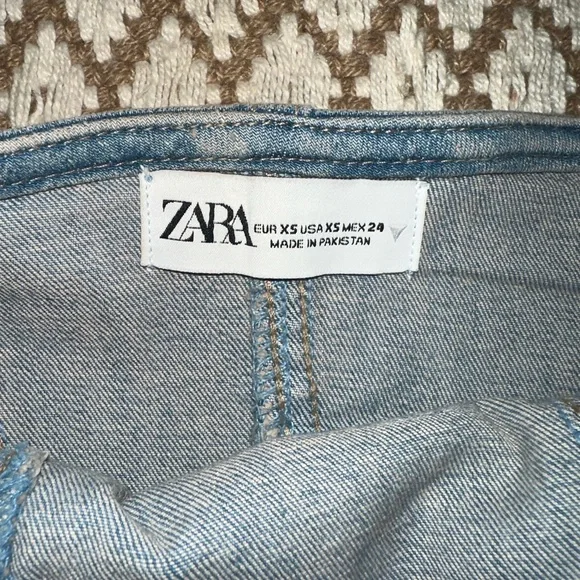 ZARA
EUR XS USA XS MEX 24
MADE IN PAKISTAN